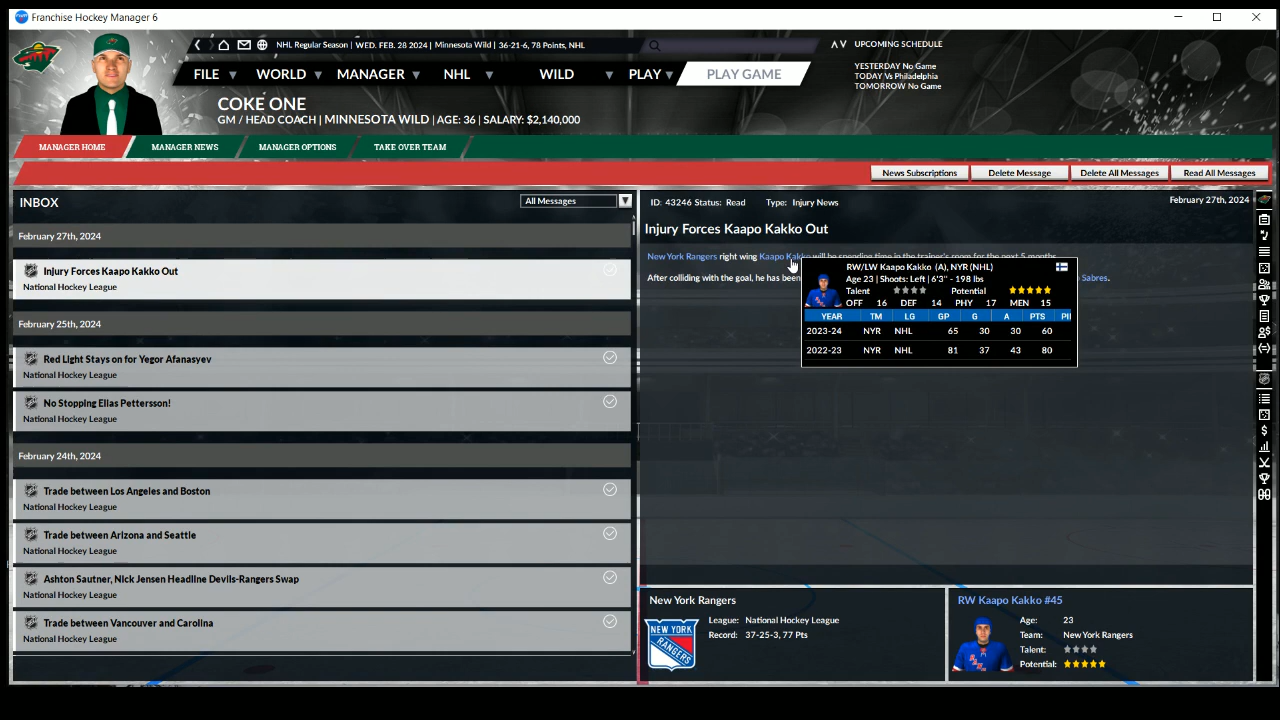 Franchise Hockey Manager 6
NHL Regular Season | WED. FEB. 28 2024 | Minnesota Wild | 36-21-6, 78 Points, NHL
UPCOMING SCHEDULE
YESTERDAY No Game
TODAY Vs Philadelphia
TOMORROW No Game
FILE WORLD MANAGER NHL WILD PLAY PLAY GAME
COKE ONE
GM / HEAD COACH | MINNESOTA WILD | AGE: 36 | SALARY: $2,140,000
MANAGER HOME MANAGER NEWS MANAGER OPTIONS TAKE OVER TEAM
News Subscriptions Delete Message Delete All Messages Read All Messages
INBOX
All Messages
February 27th, 2024
Injury Forces Kaapo Kakko Out
National Hockey League
February 25th, 2024
Red Light Stays on for Yegor Afanasyev
National Hockey League
No Stopping Elias Pettersson!
National Hockey League
February 24th, 2024
Trade between Los Angeles and Boston
National Hockey League
Trade between Arizona and Seattle
National Hockey League
Ashton Sautner, Nick Jensen Headline Devils-Rangers Swap
National Hockey League
Trade between Vancouver and Carolina
National Hockey League
ID: 43246 Status: Read Type: Injury News February 27th, 2024
Injury Forces Kaapo Kakko Out
New York Rangers right wing Kaapo Kakko will be spending time in the trainer's room for the next 5 months.
After colliding with the goal, he has been Sabres.
RW/LW Kaapo Kakko (A), NYR (NHL)
Age 23 | Shoots: Left | 6'3" - 198 lbs
Talent Potential
OFF 16 DEF 14 PHY 17 MEN 15
YEAR TM LG GP G A PTS
2023-24 NYR NHL 65 30 30 60
2022-23 NYR NHL 81 37 43 80
New York Rangers
League: National Hockey League
Record: 37-25-3, 77 Pts
NEW YORK
RANGERS
RW Kaapo Kakko #45
Age: 23
Team: New York Rangers
Talent:
Potential: